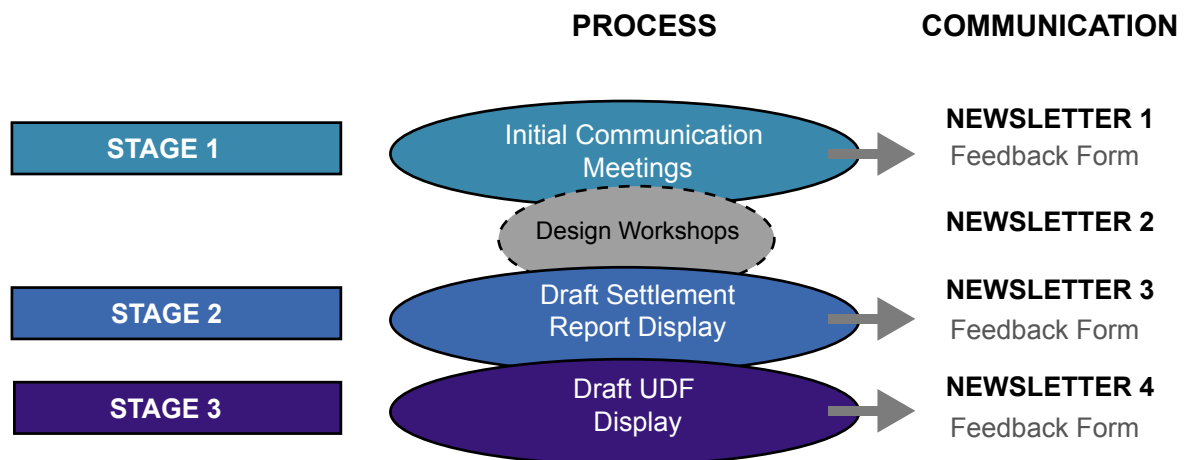 PROCESS
COMMUNICATION
STAGE 1
Initial Communication
Meetings
NEWSLETTER 1
Feedback Form
Design Workshops
NEWSLETTER 2
STAGE 2
Draft Settlement
Report Display
NEWSLETTER 3
Feedback Form
STAGE 3
Draft UDF
Display
NEWSLETTER 4
Feedback Form